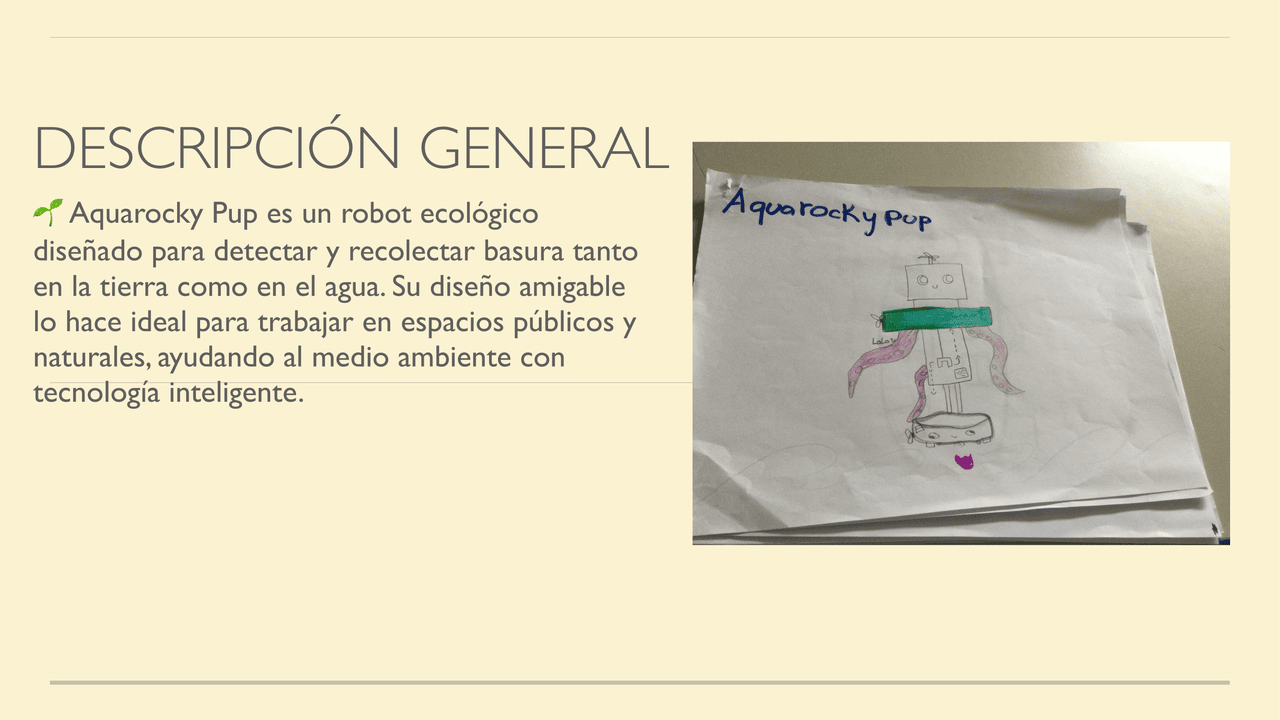 DESCRIPCIÓN GENERAL
🌱 Aquarocky Pup es un robot ecológico
diseñado para detectar y recolectar basura tanto
en la tierra como en el agua. Su diseño amigable
lo hace ideal para trabajar en espacios públicos y
naturales, ayudando al medio ambiente con
tecnología inteligente.
Aquarocky pup